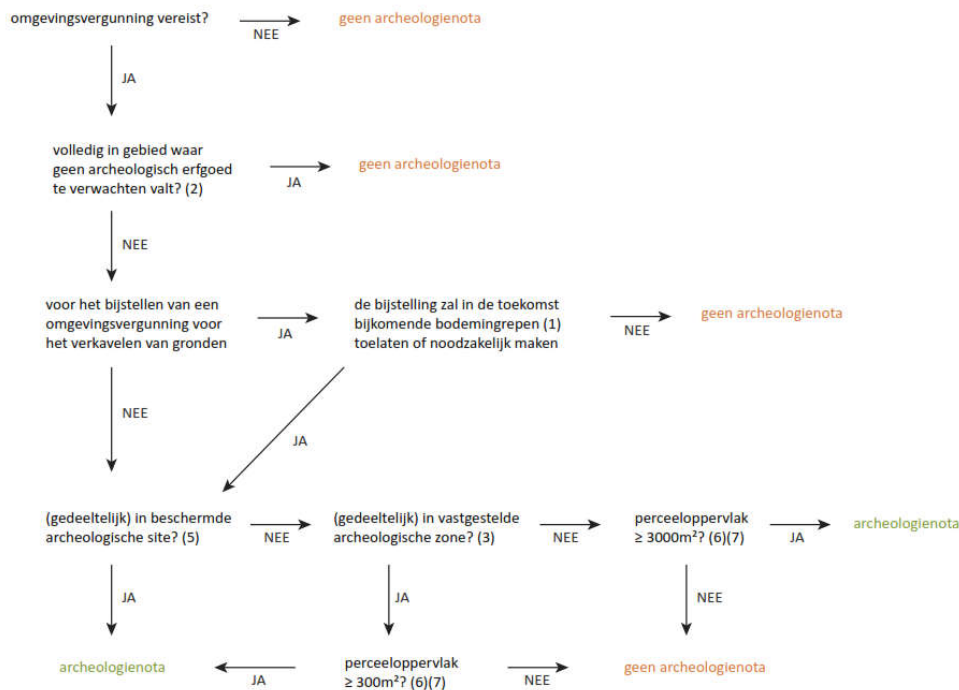 omgevingsvergunning vereist?
NEE
geen archeologienota
JA
volledig in gebied waar
geen archeologisch erfgoed
te verwachten valt? (2)
JA
geen archeologienota
NEE
voor het bijstellen van een
omgevingsvergunning voor
het verkavelen van gronden
JA
de bijstelling zal in de toekomst
bijkomende bodemingrepen (1)
toelaten of noodzakelijk maken
NEE
geen archeologienota
NEE
JA
(gedeeltelijk) in beschermde
archeologische site? (5)
NEE
(gedeeltelijk) in vastgestelde
archeologische zone? (3)
NEE
perceeloppervlak
≥ 3000m²? (6)(7)
JA
archeologienota
JA
JA
NEE
archeologienota
JA
perceeloppervlak
≥ 300m²? (6)(7)
NEE
geen archeologienota